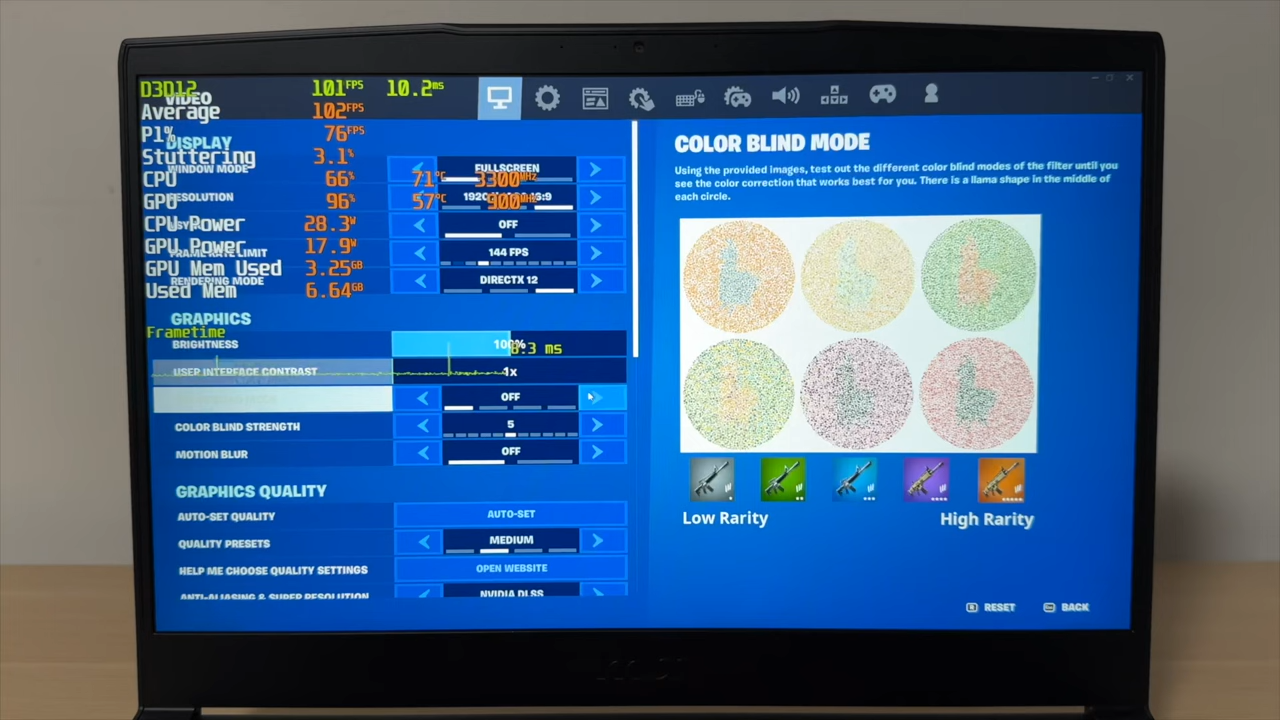 D3D12 101FPS 10.2ms
VIDEO
Average 102FPS
P1% 76FPS
DISPLAY
Stuttering 3.1%
WINDOW MODE FULLSCREEN
CPU 66% 71°C 3300MHz
GPU 96% 57°C 900MHz
CPU Power 28.3W
OFF
GPU Power 17.9W
144 FPS
GPU Mem Used 3.25GB
RENDERING MODE DIRECTX 12
Used Mem 6.64GB
GRAPHICS
Frametime
BRIGHTNESS 100%
8.3 ms
USER INTERFACE CONTRAST 1x
OFF
COLOR BLIND STRENGTH 5
MOTION BLUR OFF
GRAPHICS QUALITY
AUTO-SET QUALITY AUTO-SET
QUALITY PRESETS MEDIUM
HELP ME CHOOSE QUALITY SETTINGS OPEN WEBSITE
ANTI-ALIASING & SUPER RESOLUTION NVIDIA DLSS
COLOR BLIND MODE
Using the provided images, test out the different color blind modes of the filter until you
see the color correction that works best for you. There is a llama shape in the middle of
each circle.
Low Rarity High Rarity
RESET BACK